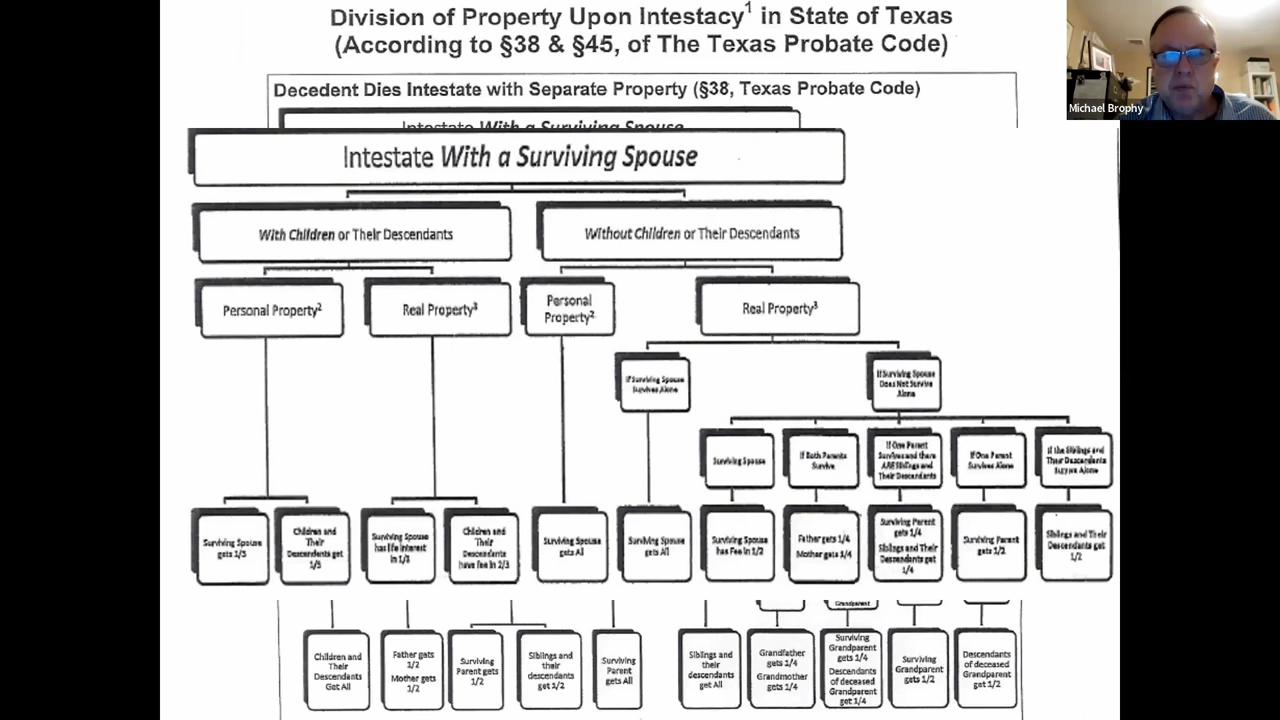 Division of Property Upon Intestacy¹ in State of Texas
(According to §38 & §45, of The Texas Probate Code)
Michael Brophy
Decedent Dies Intestate with Separate Property (§38, Texas Probate Code)
Intestate With a Surviving Spouse
Intestate With a Surviving Spouse
With Children or Their Descendants
Without Children or Their Descendants
Personal Property²
Real Property³
Personal
Property²
Real Property³
If Surviving Spouse
Survives Alone
If Surviving Spouse
Does Not Survive
Alone
Surviving Spouse
If Both Parents
Survive
If One Parent
Survives and there
ARE Siblings and
Their Descendants
If One Parent
Survives Alone
If the Siblings and
Their Descendants
Survive Alone
Surviving Spouse
gets 1/3
Children and
Their
Descendants get
Surviving Spouse
has life interest
in 1/3
Children and
Their
Descendants
have fee in 2/3
Surviving Spouse
gets All
Surviving Spouse
gets All
Surviving Spouse
has Fee in 1/2
Father gets 1/4
Mother gets 1/4
Surviving Parent
gets 1/4
Siblings and Their
Descendants get
1/4
Surviving Parent
gets 1/2
Siblings and Their
Descendants get
1/2
Grandparent
Children and
Their
Descendants
Get All
Father gets
1/2
Mother gets
1/2
Surviving
Parent gets
1/2
Siblings and
their
descendants
get 1/2
Surviving
Parent
gets All
Siblings and
their
descendants
get All
Grandfather
gets 1/4
Grandmother
gets 1/4
Surviving
Grandparent
gets 1/4
Descendants
of deceased
Grandparent
get 1/4
Surviving
Grandparent
gets 1/2
Descendants
of deceased
Grandparent
get 1/2